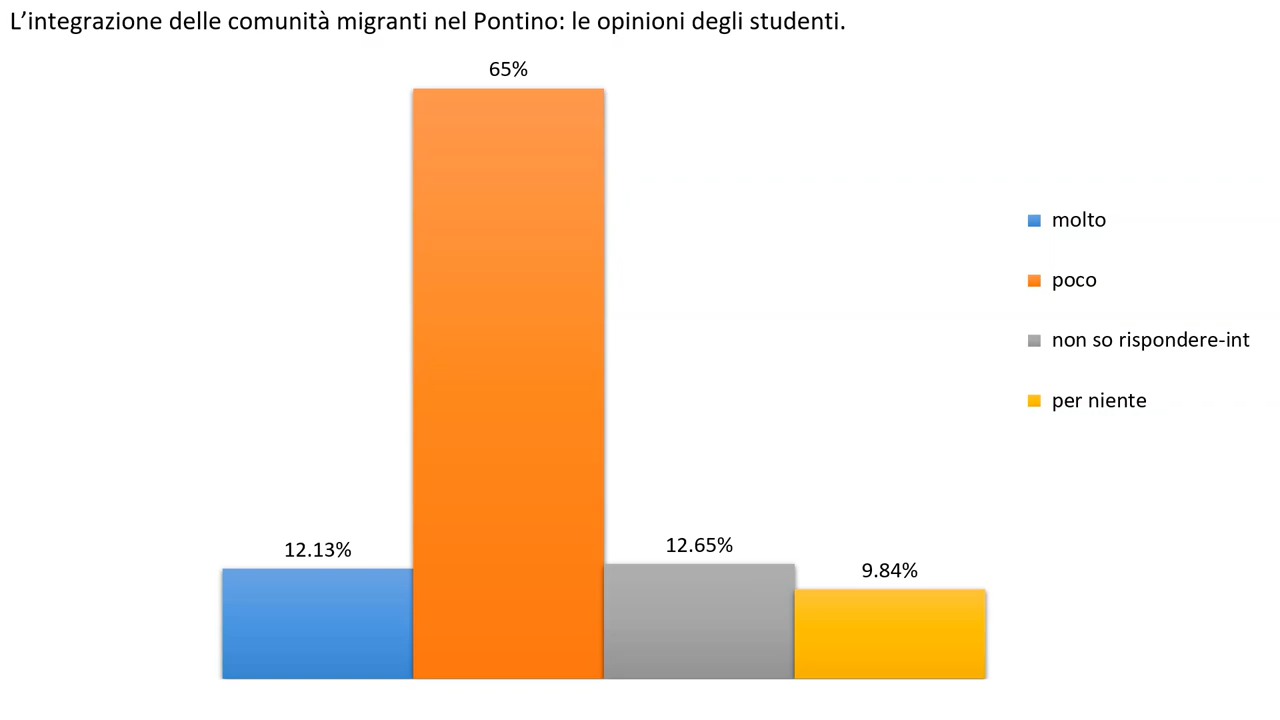 L’integrazione delle comunità migranti nel Pontino: le opinioni degli studenti.
65%
molto
poco
non so rispondere-int
per niente
12.13%
12.65%
9.84%